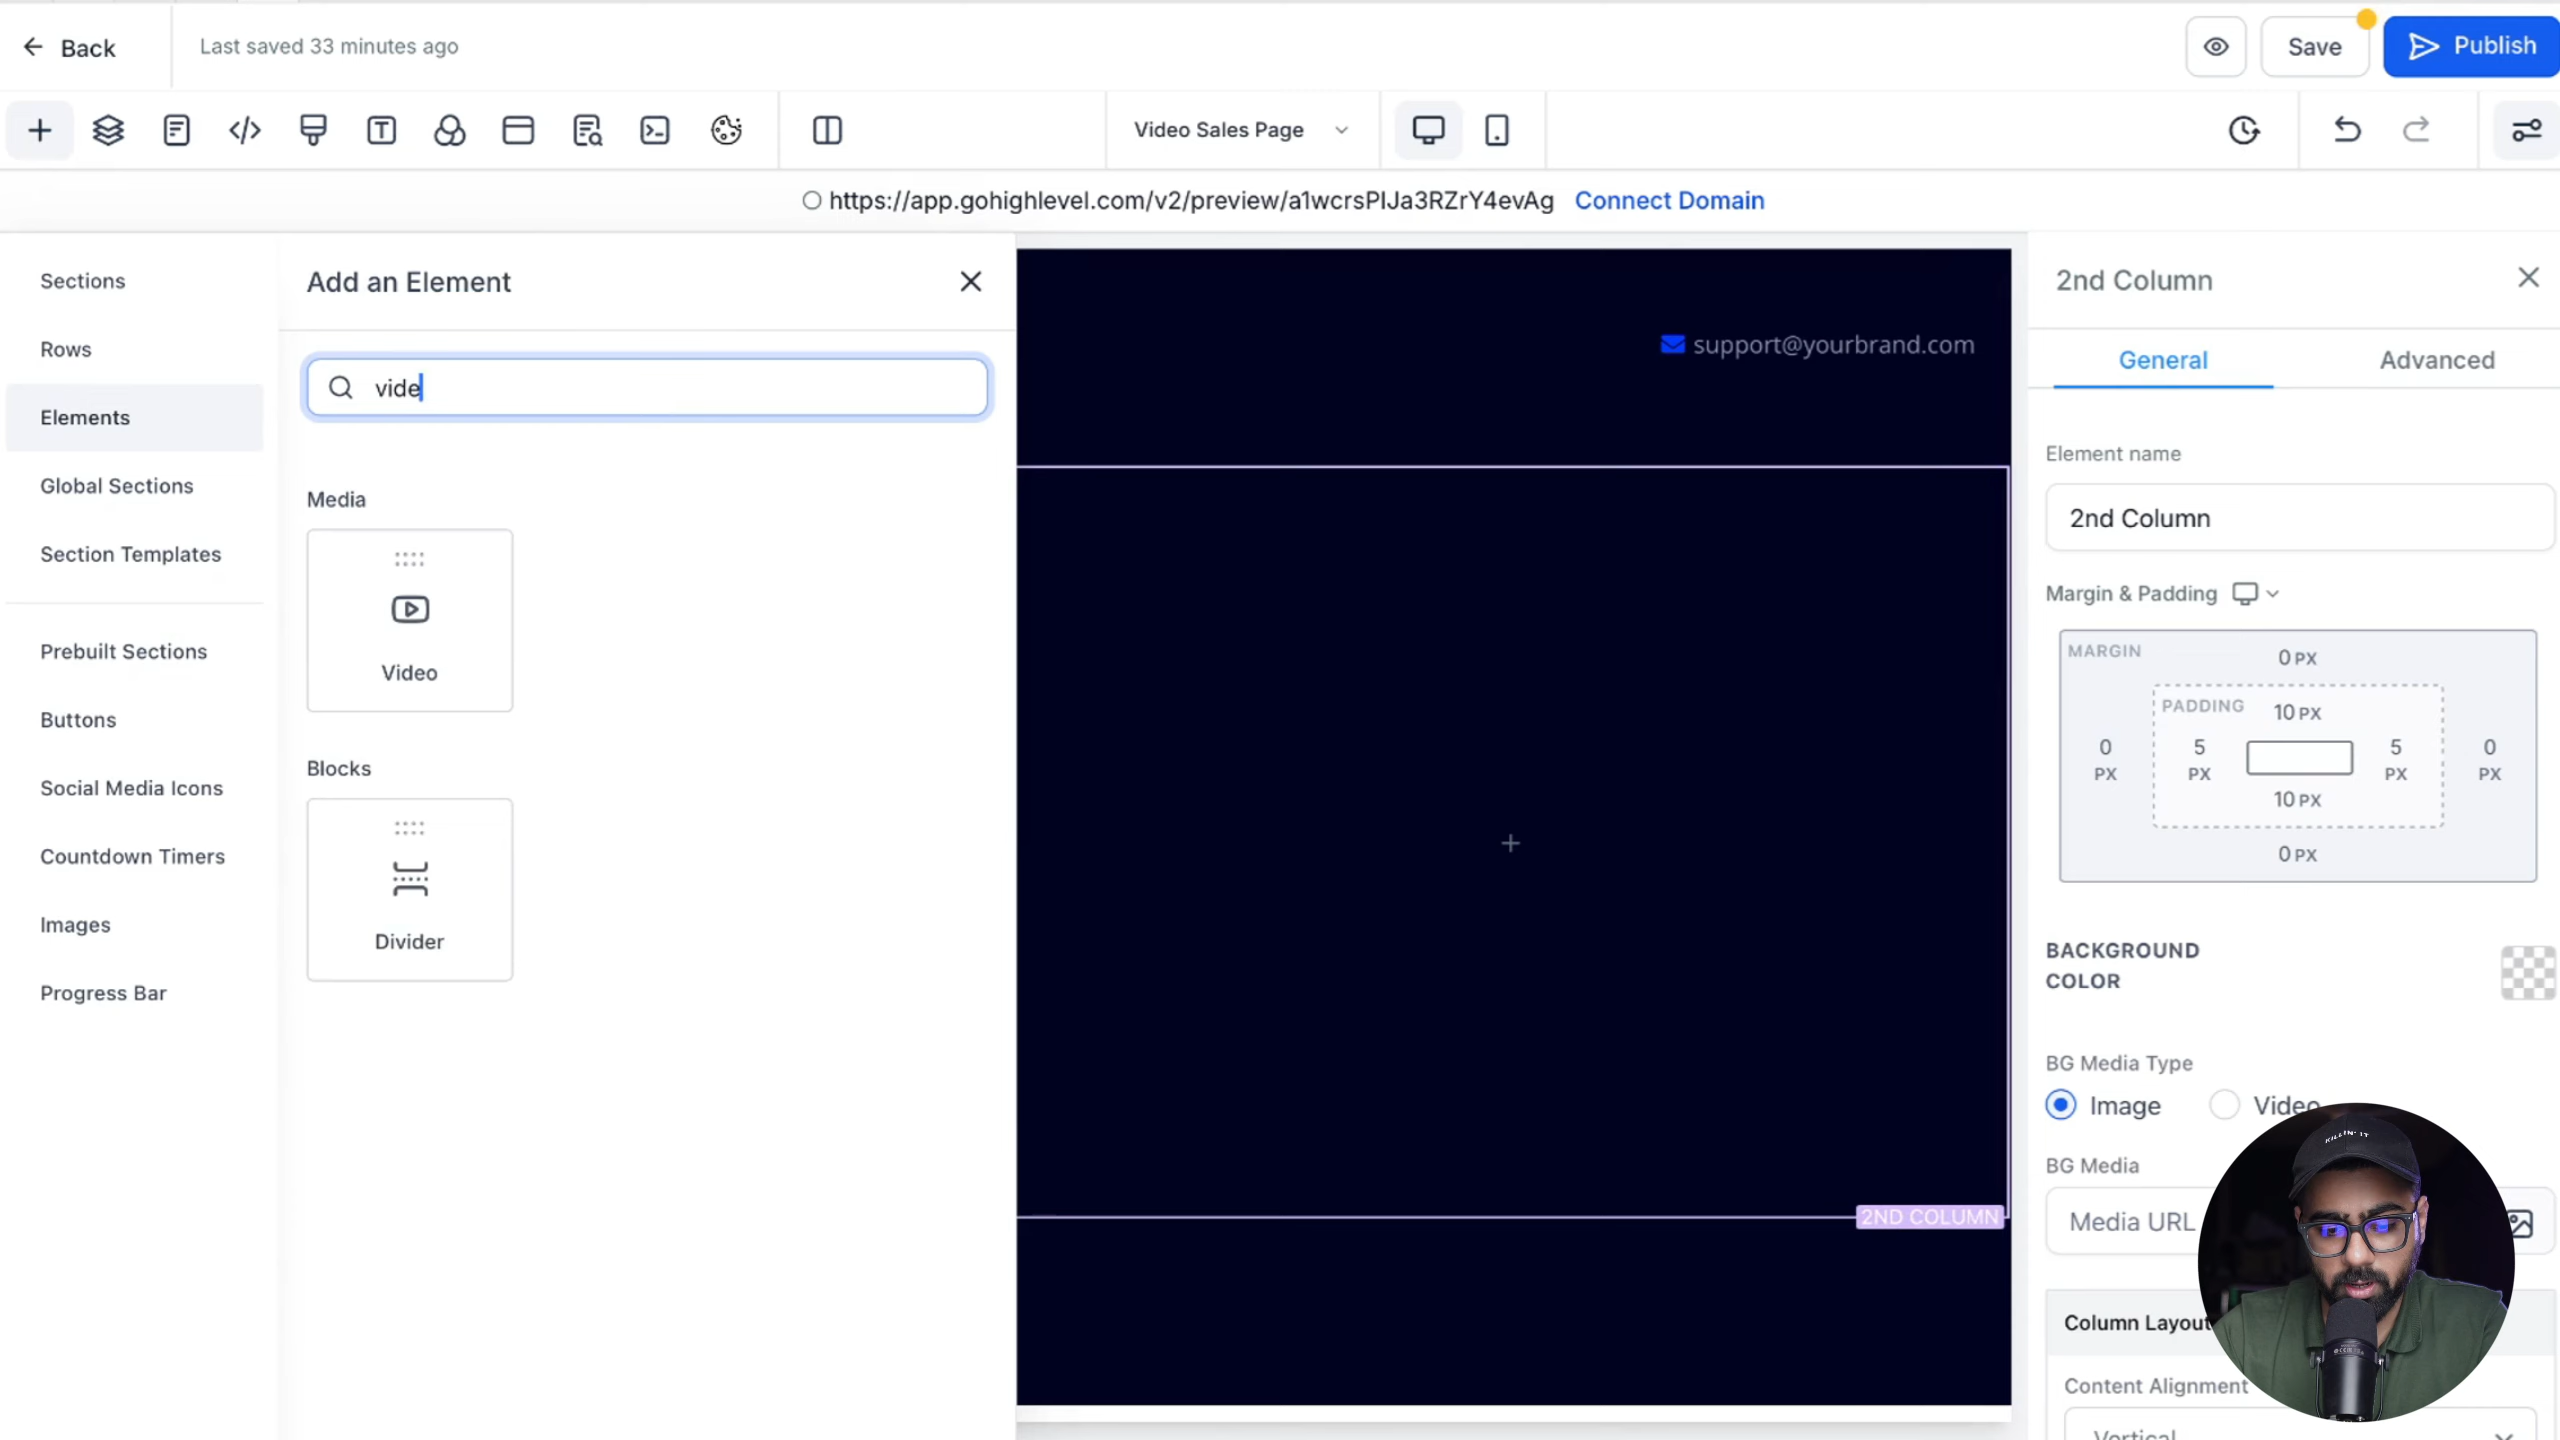 Back
Last saved 33 minutes ago
Save
Publish
Video Sales Page
https://app.gohighlevel.com/v2/preview/a1wcrsPIJa3RZrY4evAg Connect Domain
Sections
Rows
Elements
Global Sections
Section Templates
Prebuilt Sections
Buttons
Social Media Icons
Countdown Timers
Images
Progress Bar
Add an Element
vide
Media
Video
Blocks
Divider
support@yourbrand.com
2ND COLUMN
2nd Column
General
Advanced
Element name
2nd Column
Margin & Padding
MARGIN
0 PX
PADDING
10 PX
0 PX
5 PX
5 PX
0 PX
10 PX
0 PX
BACKGROUND
COLOR
BG Media Type
Image
Video
BG Media
Media URL
KILLIN' IT
Column Layout
Content Alignment
Vertical